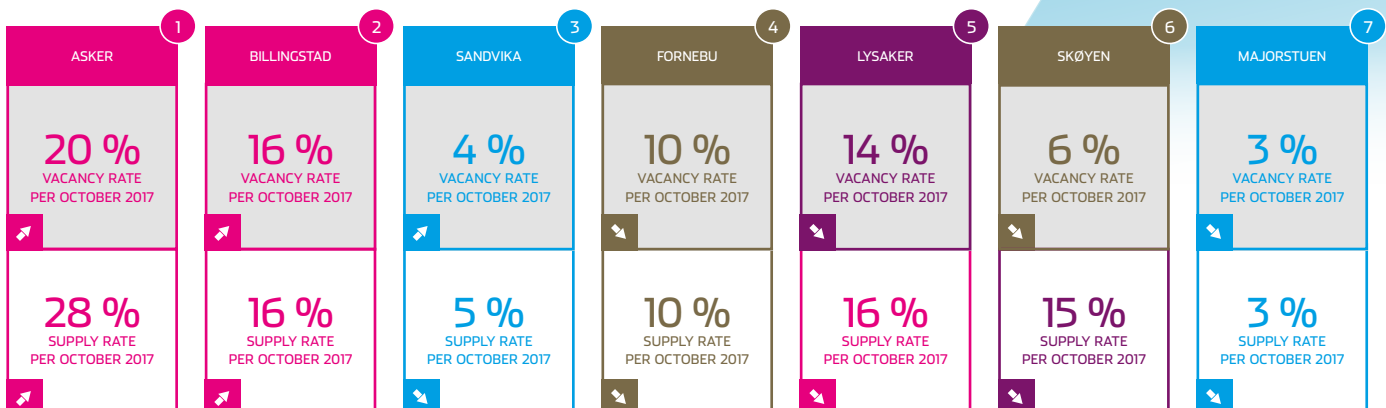 1
ASKER
20 %
VACANCY RATE
PER OCTOBER 2017
28 %
SUPPLY RATE
PER OCTOBER 2017
2
BILLINGSTAD
16 %
VACANCY RATE
PER OCTOBER 2017
16 %
SUPPLY RATE
PER OCTOBER 2017
3
SANDVIKA
4 %
VACANCY RATE
PER OCTOBER 2017
5 %
SUPPLY RATE
PER OCTOBER 2017
4
FORNEBU
10 %
VACANCY RATE
PER OCTOBER 2017
10 %
SUPPLY RATE
PER OCTOBER 2017
5
LYSAKER
14 %
VACANCY RATE
PER OCTOBER 2017
16 %
SUPPLY RATE
PER OCTOBER 2017
6
SKØYEN
6 %
VACANCY RATE
PER OCTOBER 2017
15 %
SUPPLY RATE
PER OCTOBER 2017
7
MAJORSTUEN
3 %
VACANCY RATE
PER OCTOBER 2017
3 %
SUPPLY RATE
PER OCTOBER 2017